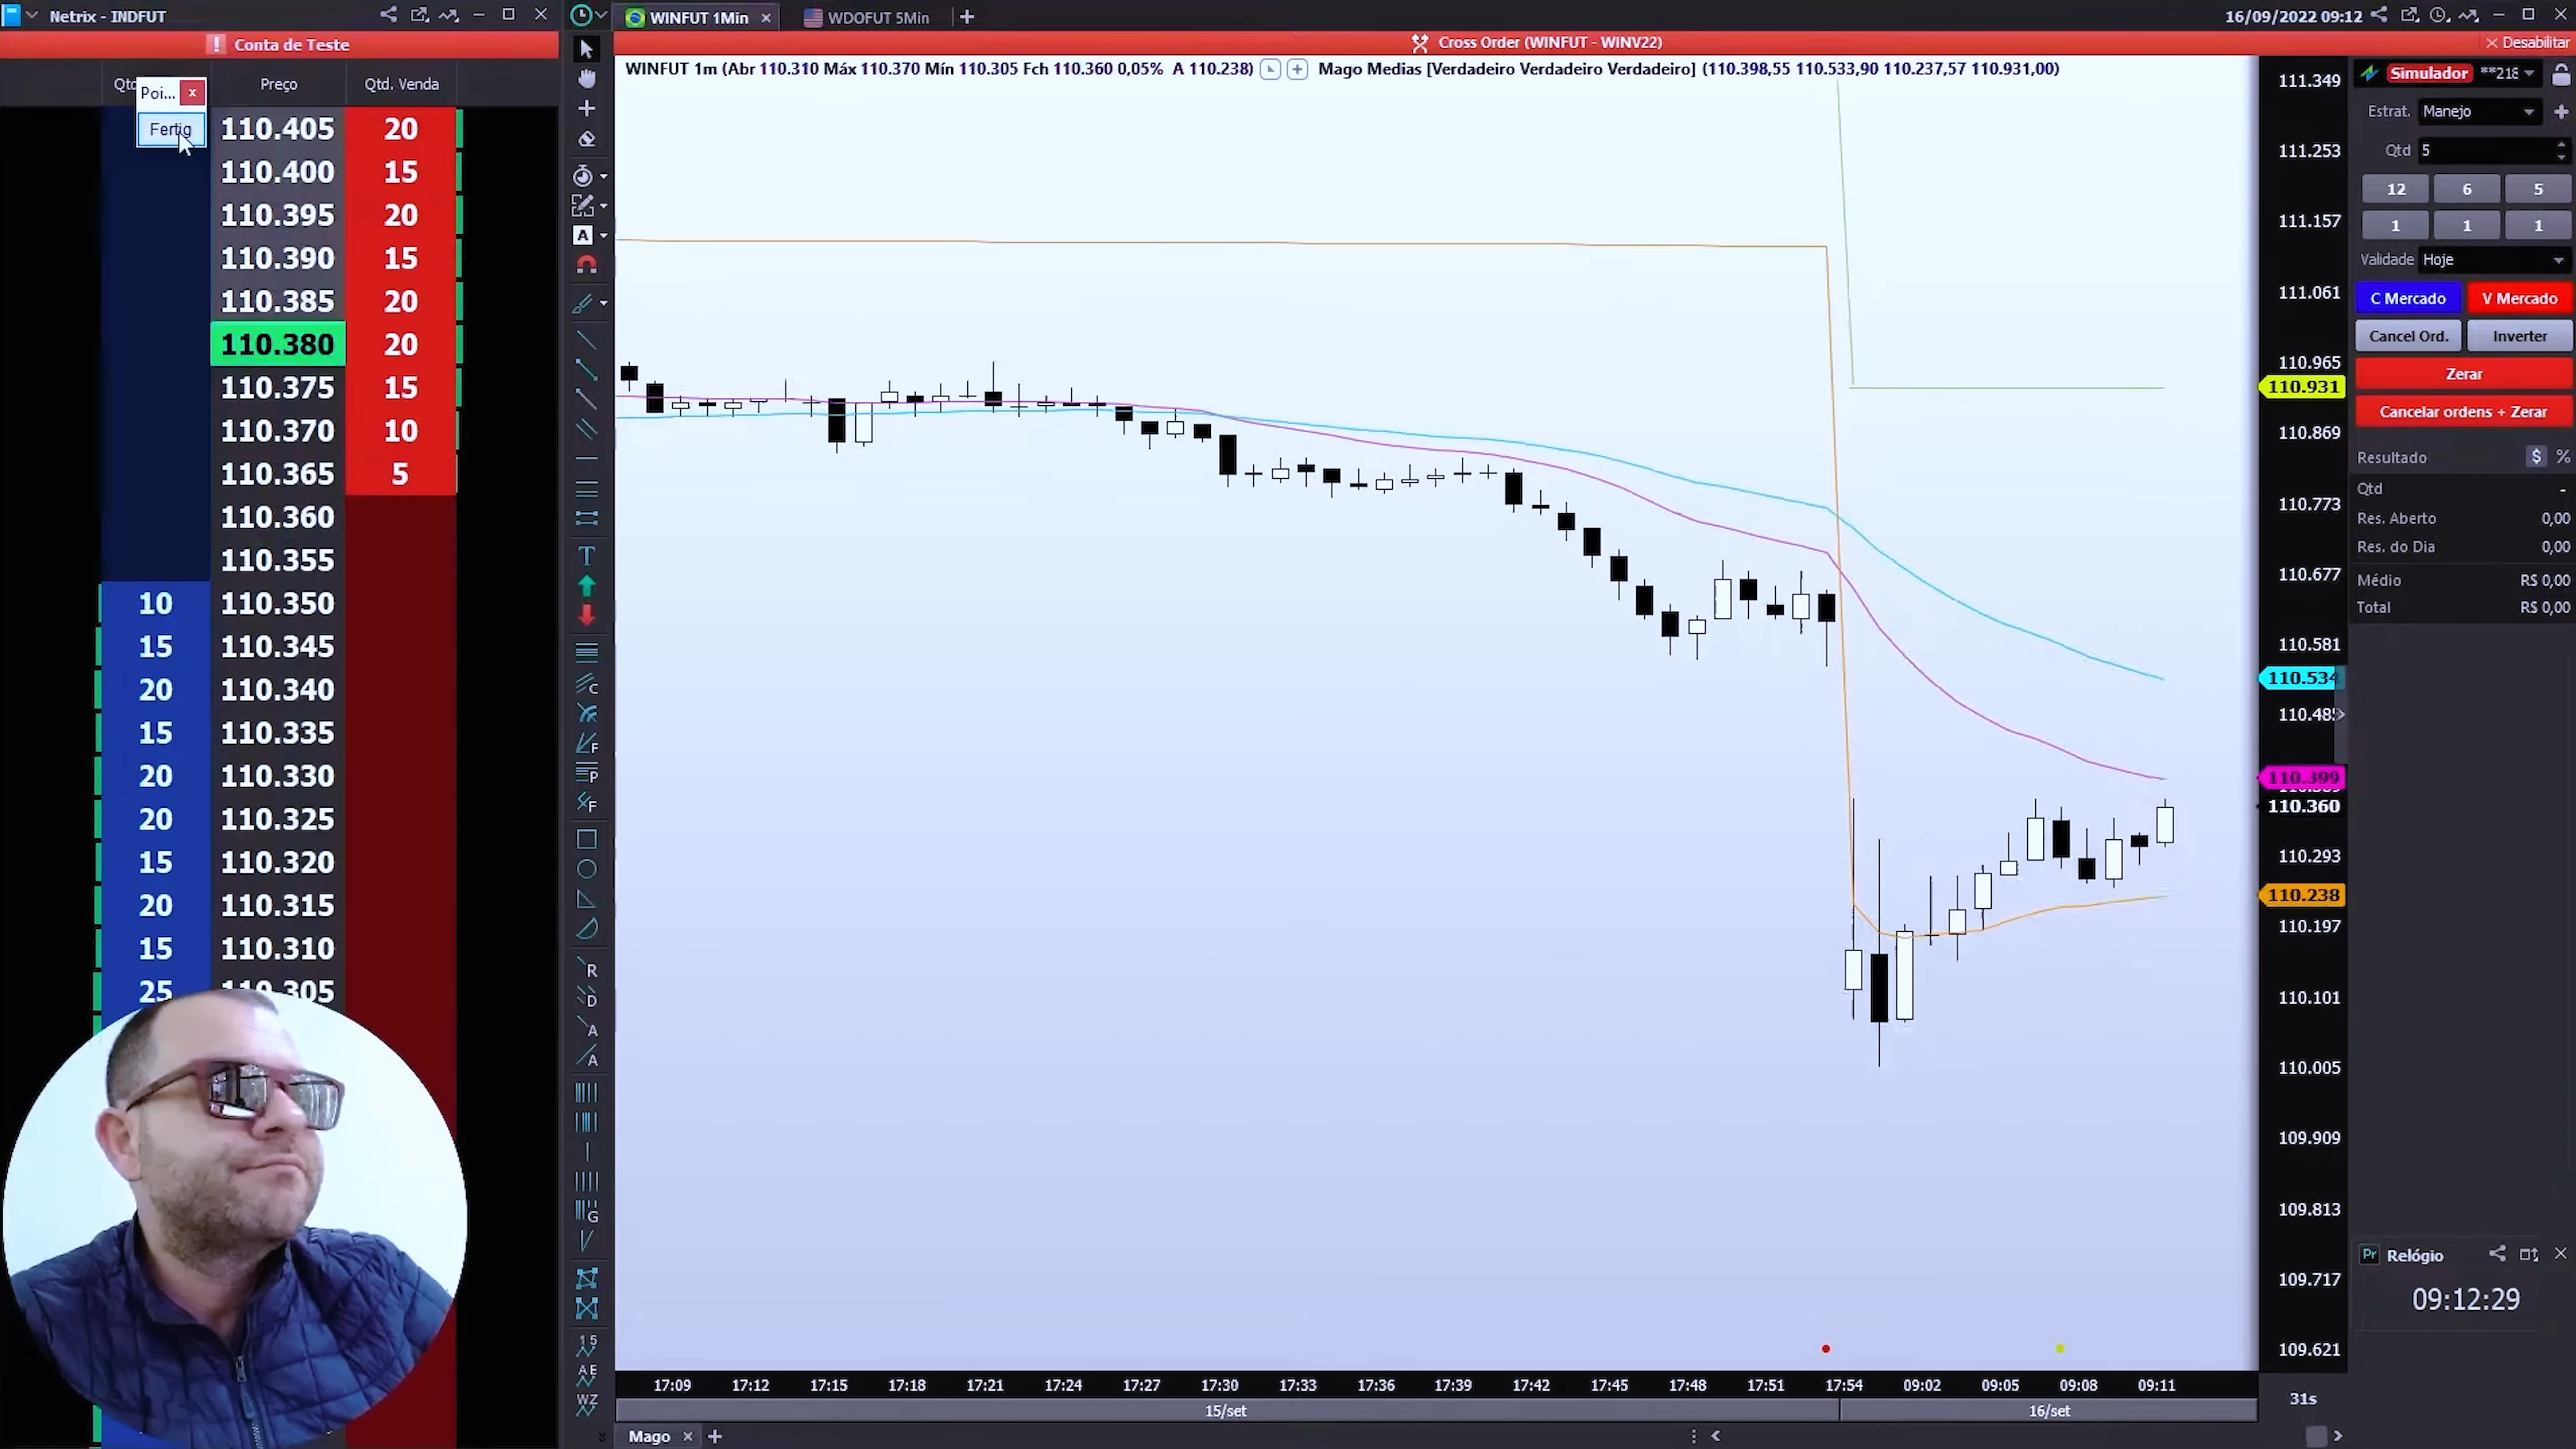 Netrix - INDFUT
WINFUT 1Min
WDOFUT 5Min
16/09/2022 09:12
Conta de Teste
Cross Order (WINFUT - WINV22)
Desabilitar
Poi...
Fertig
Preço
Qtd. Venda
110.405 20
110.400 15
110.395 20
110.390 15
110.385 20
110.380 20
110.375 15
110.370 10
110.365 5
110.360
110.355
10 110.350
15 110.345
20 110.340
15 110.335
20 110.330
20 110.325
15 110.320
20 110.315
15 110.310
25 110.305
WINFUT 1m (Abr 110.310 Máx 110.370 Mín 110.305 Fch 110.360 0,05% A 110.238)
Mago Medias [Verdadeiro Verdadeiro Verdadeiro] (110.398,55 110.533,90 110.237,57 110.931,00)
111.349
111.253
111.157
111.061
110.965
110.931
110.869
110.773
110.677
110.581
110.534
110.399
110.360
110.293
110.238
110.197
110.101
110.005
109.909
109.813
109.717
109.621
17:09 17:12 17:15 17:18 17:21 17:24 17:27 17:30 17:33 17:36 17:39 17:42 17:45 17:48 17:51 17:54 09:02 09:05 09:08 09:11
31s
15/set
16/set
Mago
Simulador **218
Estrat. Manejo
Qtd 5
12 6 5
1 1 1
Validade Hoje
C Mercado V Mercado
Cancel Ord. Inverter
Zerar
Cancelar ordens + Zerar
Resultado $ %
Qtd -
Res. Aberto 0,00
Res. do Dia 0,00
Médio R$ 0,00
Total R$ 0,00
Pr Relógio
09:12:29